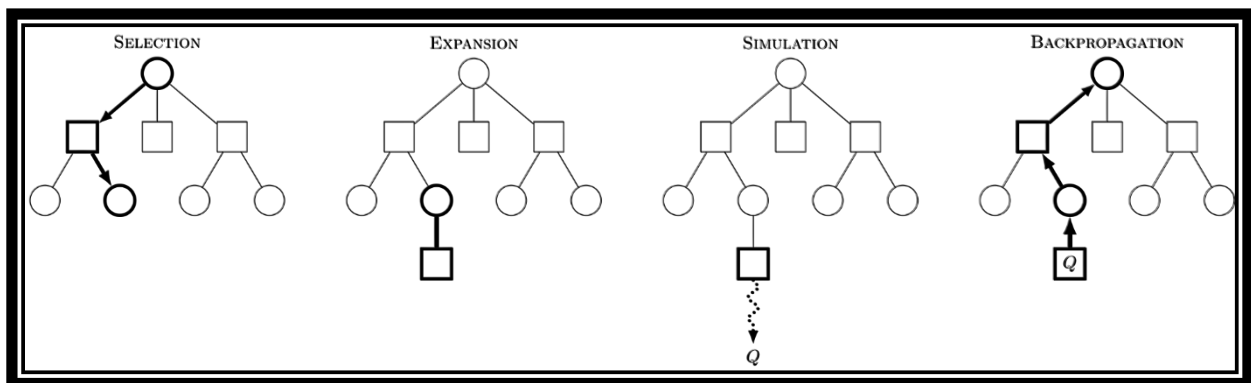 SELECTION
EXPANSION
SIMULATION
BACKPROPAGATION
Q
Q